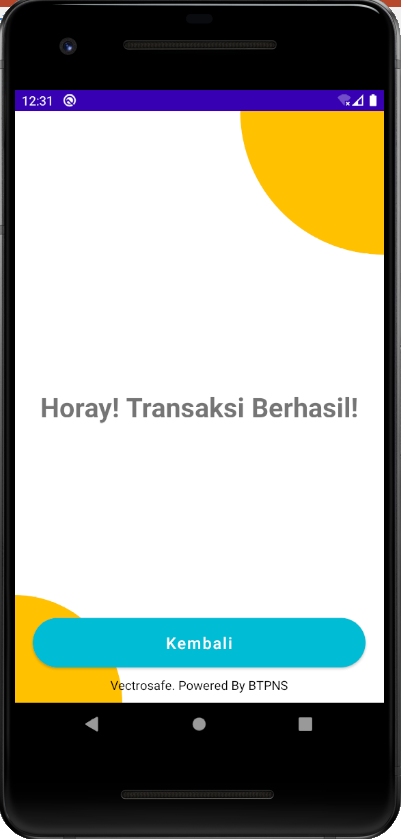 12:31
Horay! Transaksi Berhasil!
Kembali
Vectrosafe. Powered By BTPNS